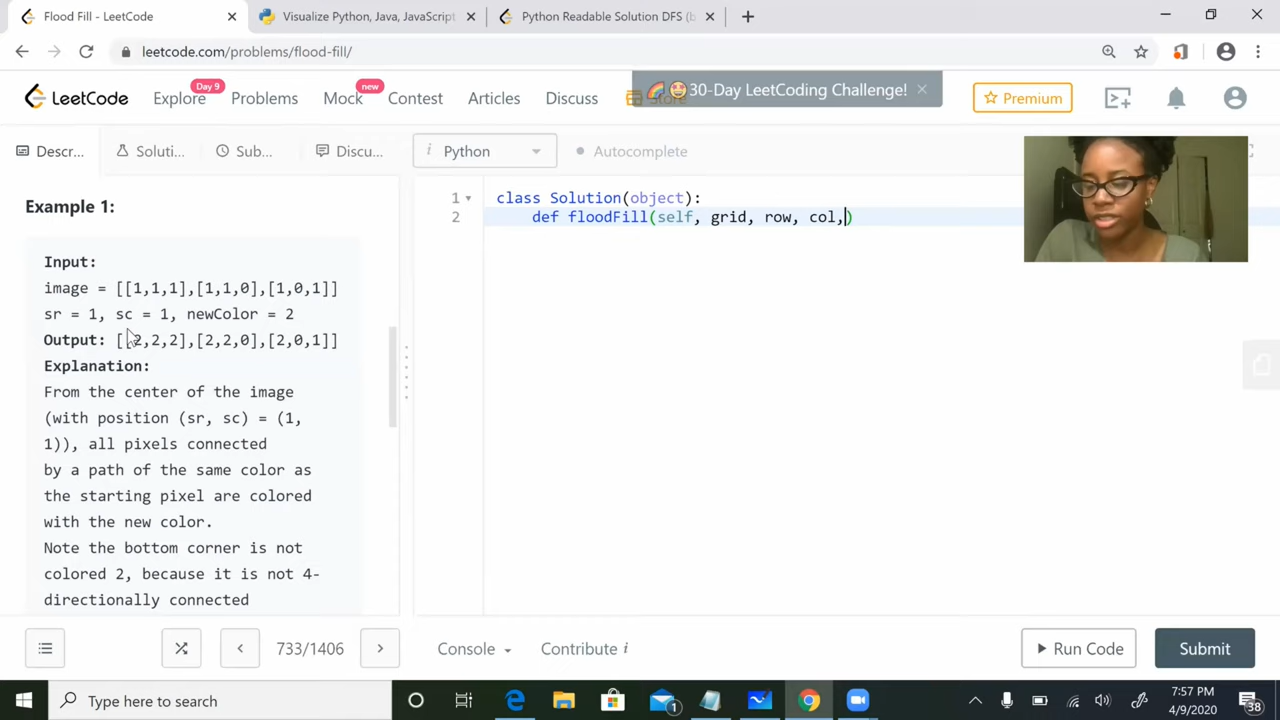 Flood Fill - LeetCode
Visualize Python, Java, JavaScript
Python Readable Solution DFS (b
leetcode.com/problems/flood-fill/
LeetCode
Explore
Day 9
Problems
Mock
new
Contest
Articles
Discuss
Store
30-Day LeetCoding Challenge!
Premium
Descr...
Soluti...
Sub...
Discu...
Python
Autocomplete
Example 1:
Input:
image = [[1,1,1],[1,1,0],[1,0,1]]
sr = 1, sc = 1, newColor = 2
Output: [[2,2,2],[2,2,0],[2,0,1]]
Explanation:
From the center of the image
(with position (sr, sc) = (1,
1)), all pixels connected
by a path of the same color as
the starting pixel are colored
with the new color.
Note the bottom corner is not
colored 2, because it is not 4-
directionally connected
1 class Solution(object):
2 def floodFill(self, grid, row, col,)
733/1406
Console
Contribute i
Run Code
Submit
Type here to search
1
7:57 PM
4/9/2020
38